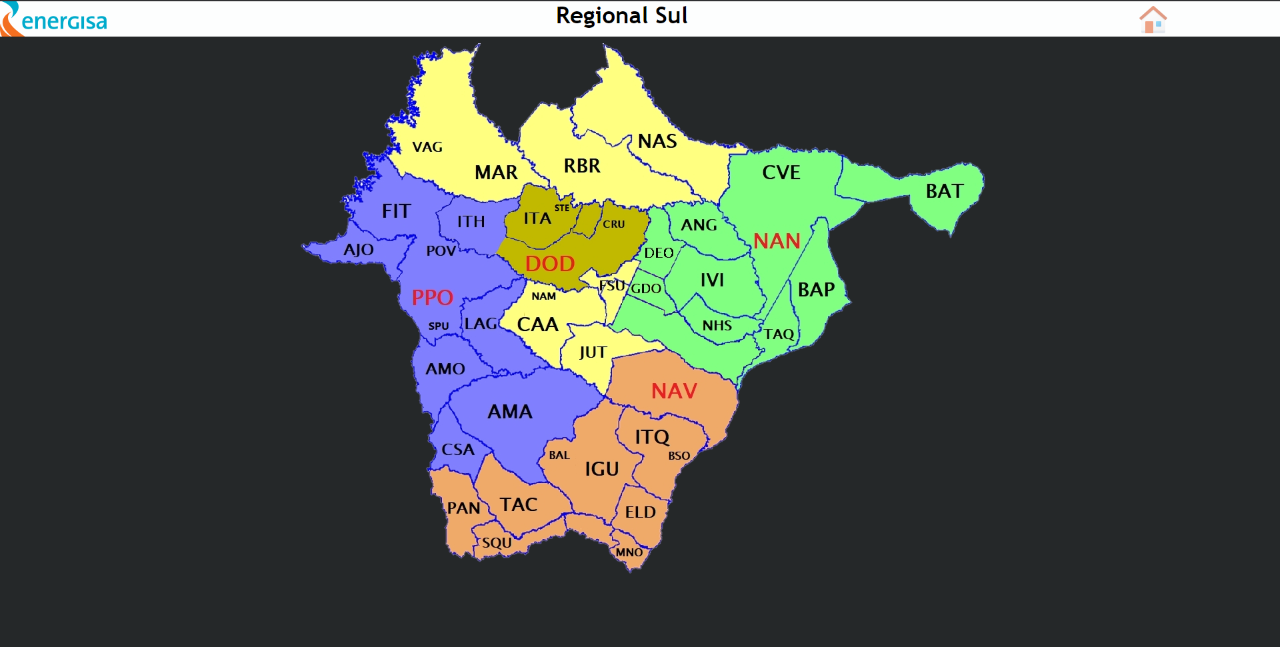 energisa
Regional Sul
VAG
MAR
RBR
NAS
CVE
BAT
FIT
ITH
ITA
STE
CRU
ANG
NAN
AJO
POV
DOD
DEO
IVI
BAP
PPO
NAM
FSU
GDO
SPU
LAG
CAA
NHS
TAQ
JUT
AMO
NAV
AMA
ITQ
CSA
BAL
BSO
IGU
PAN
TAC
ELD
SQU
MNO